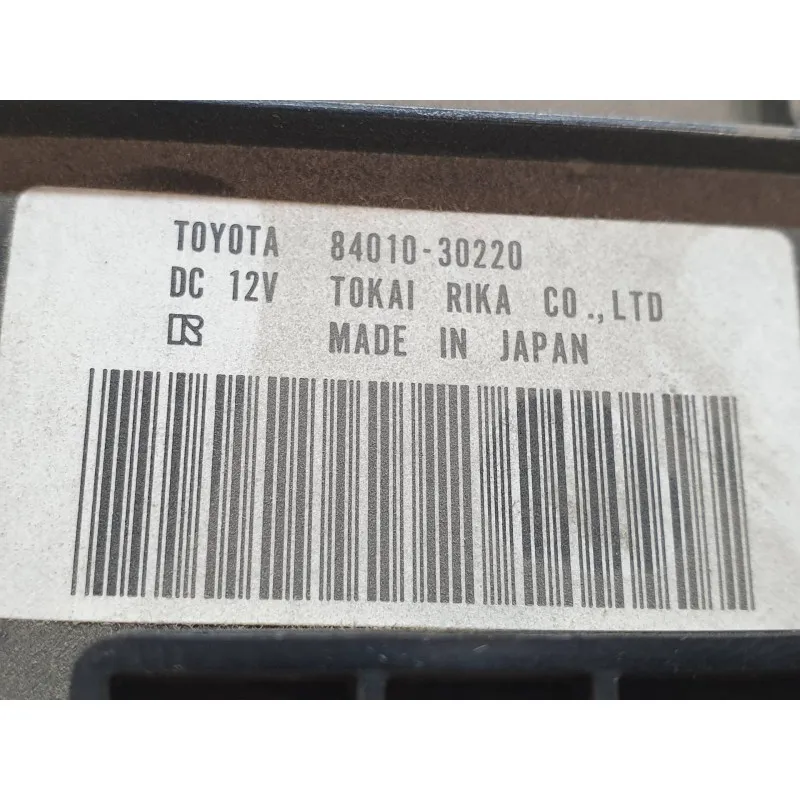 TOYOTA 84010-30220
DC 12V TOKAI RIKA CO.,LTD
R MADE IN JAPAN